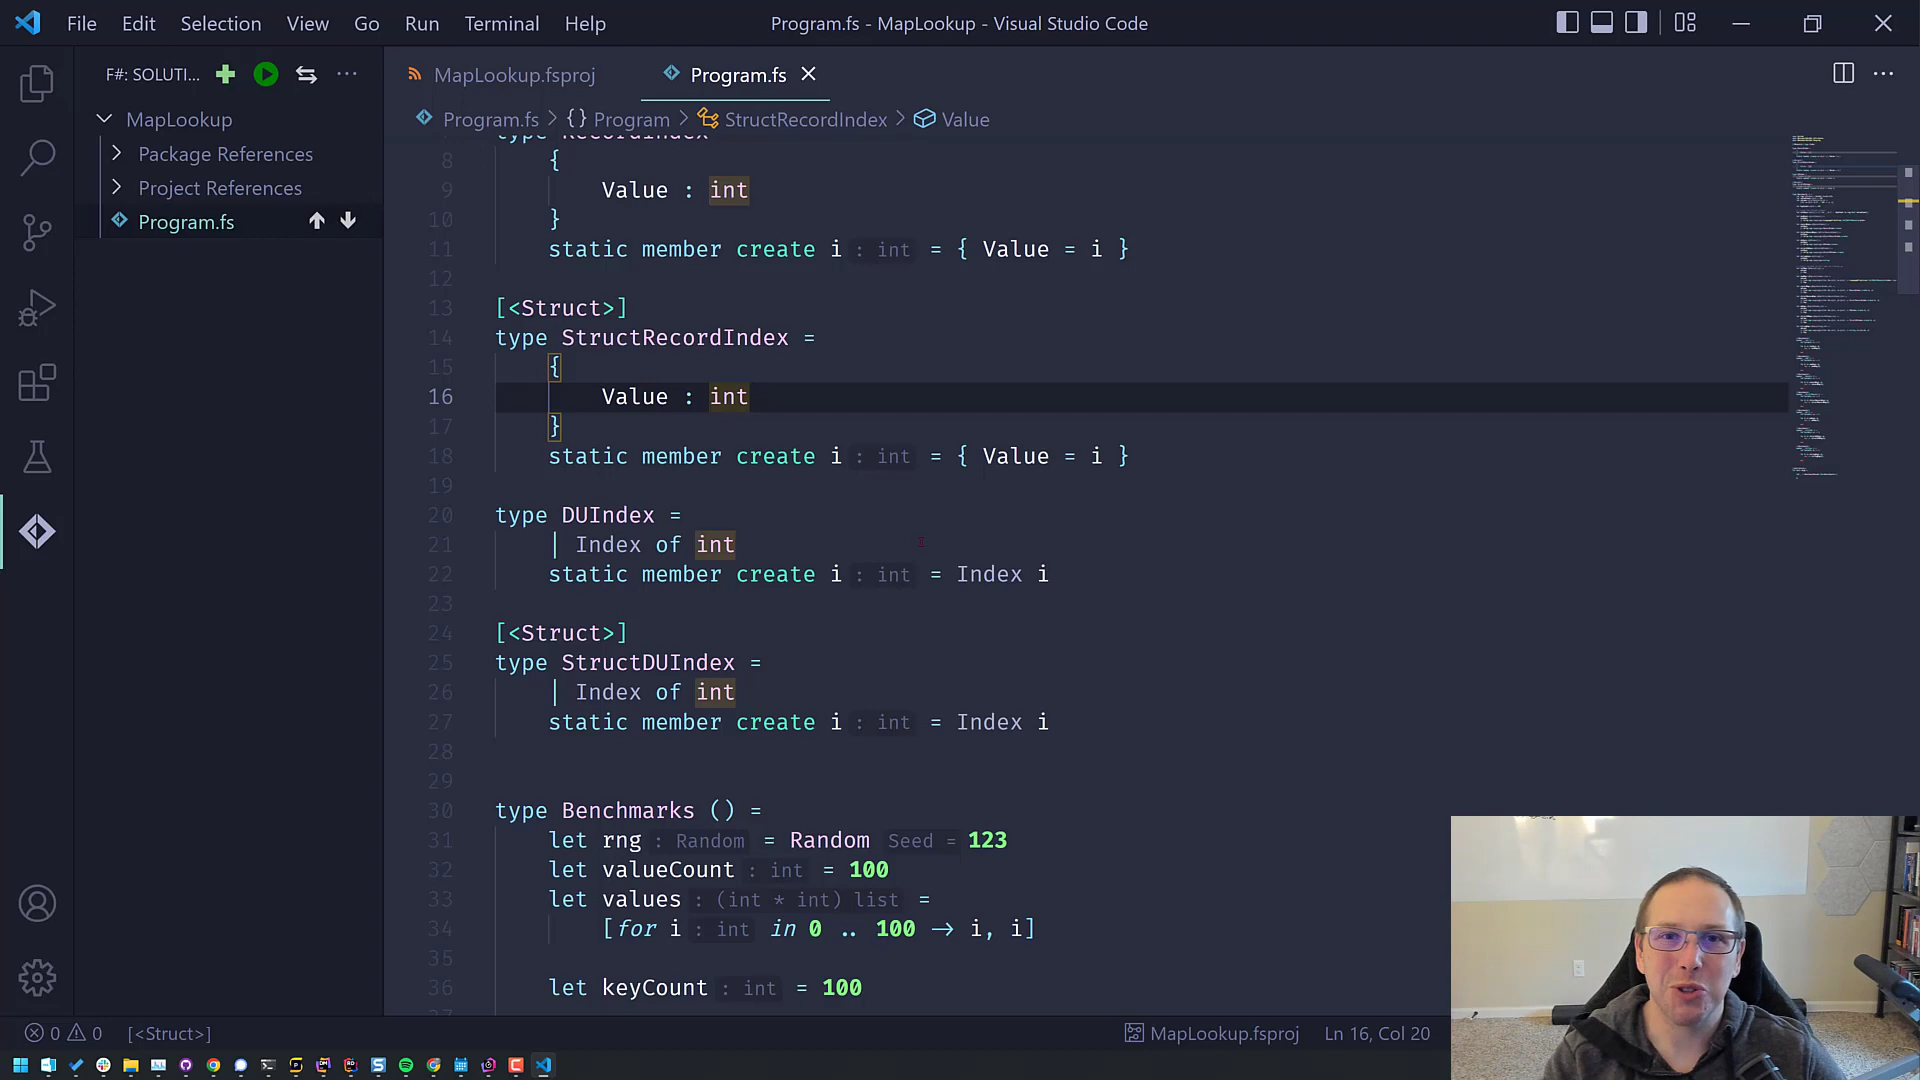 File Edit Selection View Go Run Terminal Help
Program.fs - MapLookup - Visual Studio Code
F#: SOLUTI...
MapLookup
Package References
Project References
Program.fs
MapLookup.fsproj
Program.fs
Program.fs > {} Program > StructRecordIndex > Value
type RecordIndex
8 {
9 Value : int
10 }
11 static member create i : int = { Value = i }
12
13 [<Struct>]
14 type StructRecordIndex =
15 {
16 Value : int
17 }
18 static member create i : int = { Value = i }
19
20 type DUIndex =
21 | Index of int
22 static member create i : int = Index i
23
24 [<Struct>]
25 type StructDUIndex =
26 | Index of int
27 static member create i : int = Index i
28
29
30 type Benchmarks () =
31 let rng : Random = Random Seed = 123
32 let valueCount : int = 100
33 let values : (int * int) list =
34 [for i : int in 0 .. 100 -> i, i]
35
36 let keyCount : int = 100
0 0 [<Struct>]
MapLookup.fsproj Ln 16, Col 20